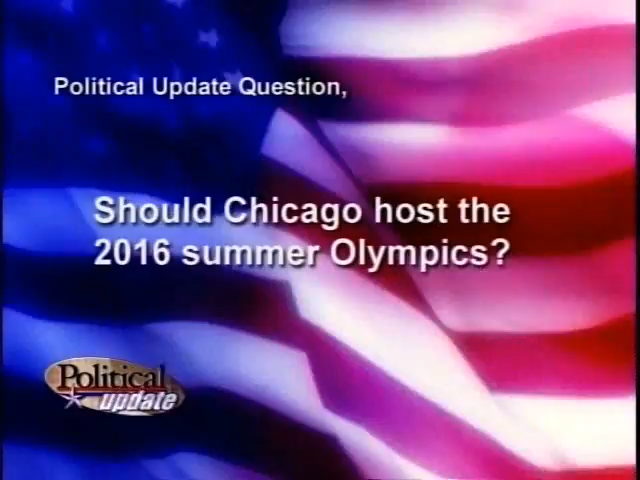 Political Update Question,
Should Chicago host the
2016 summer Olympics?
Political
update